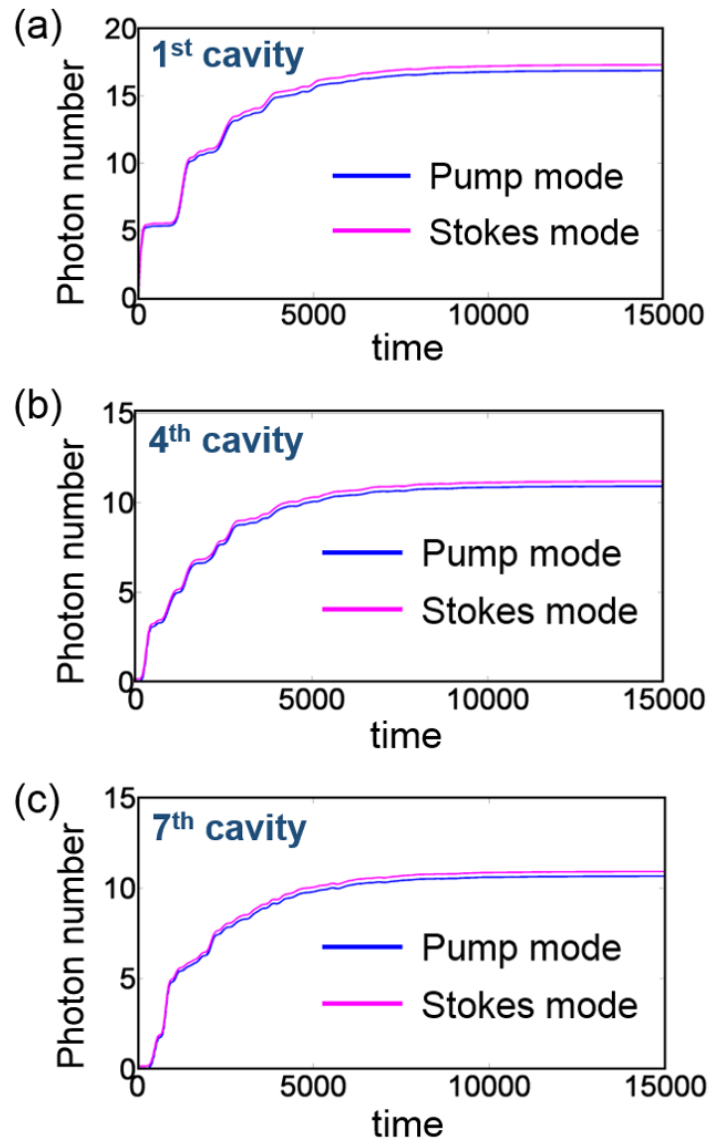 (a)
1st cavity
Photon number
20
15
10
5
0
Pump mode
Stokes mode
0 5000 10000 15000
time
(b)
4th cavity
Photon number
15
10
5
0
Pump mode
Stokes mode
0 5000 10000 15000
time
(c)
7th cavity
Photon number
15
10
5
0
Pump mode
Stokes mode
0 5000 10000 15000
time